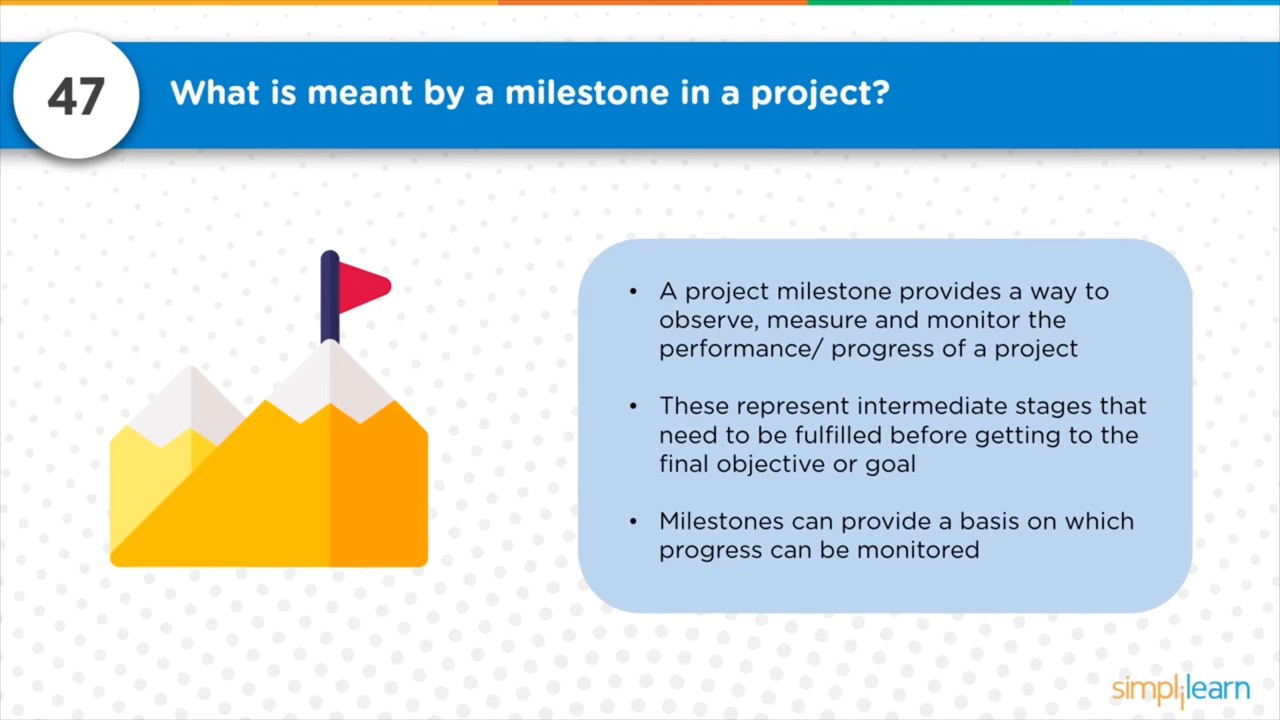 47
What is meant by a milestone in a project?
• A project milestone provides a way to
observe, measure and monitor the
performance/ progress of a project
• These represent intermediate stages that
need to be fulfilled before getting to the
final objective or goal
• Milestones can provide a basis on which
progress can be monitored
simplilearn